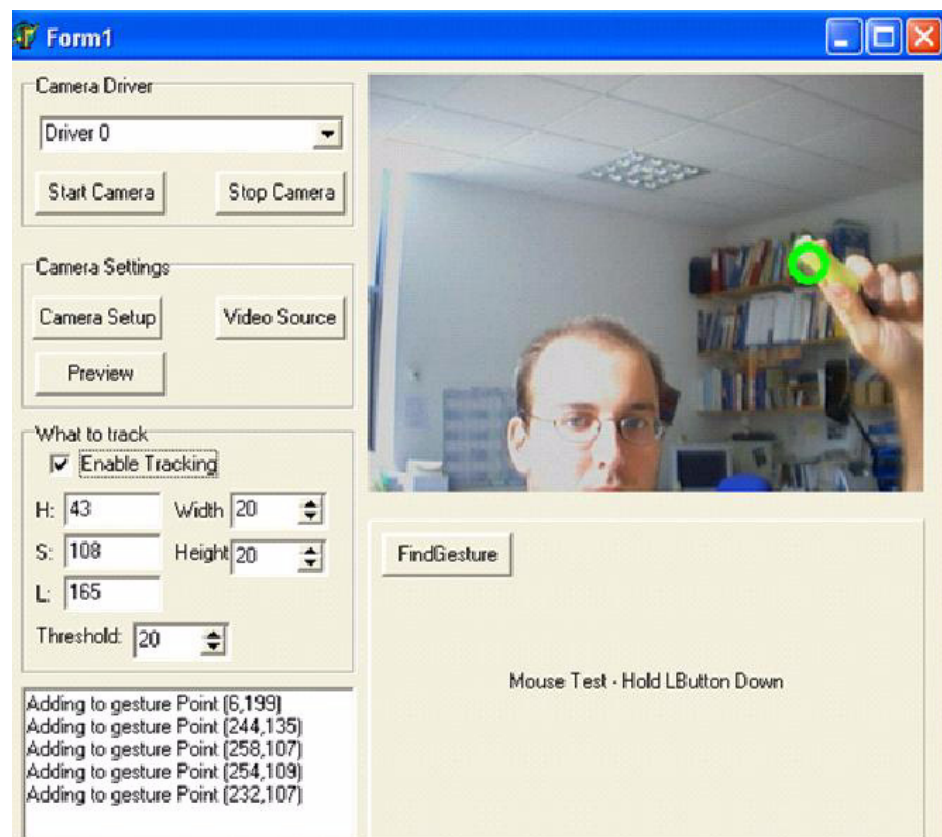 Form1
Camera Driver
Driver 0
Start Camera
Stop Camera
Camera Settings
Camera Setup
Video Source
Preview
What to track
Enable Tracking
H: 43
Width 20
S: 108
Height 20
L: 165
Threshold: 20
Adding to gesture Point (6,199)
Adding to gesture Point (244,135)
Adding to gesture Point (258,107)
Adding to gesture Point (254,109)
Adding to gesture Point (232,107)
FindGesture
Mouse Test - Hold LButton Down